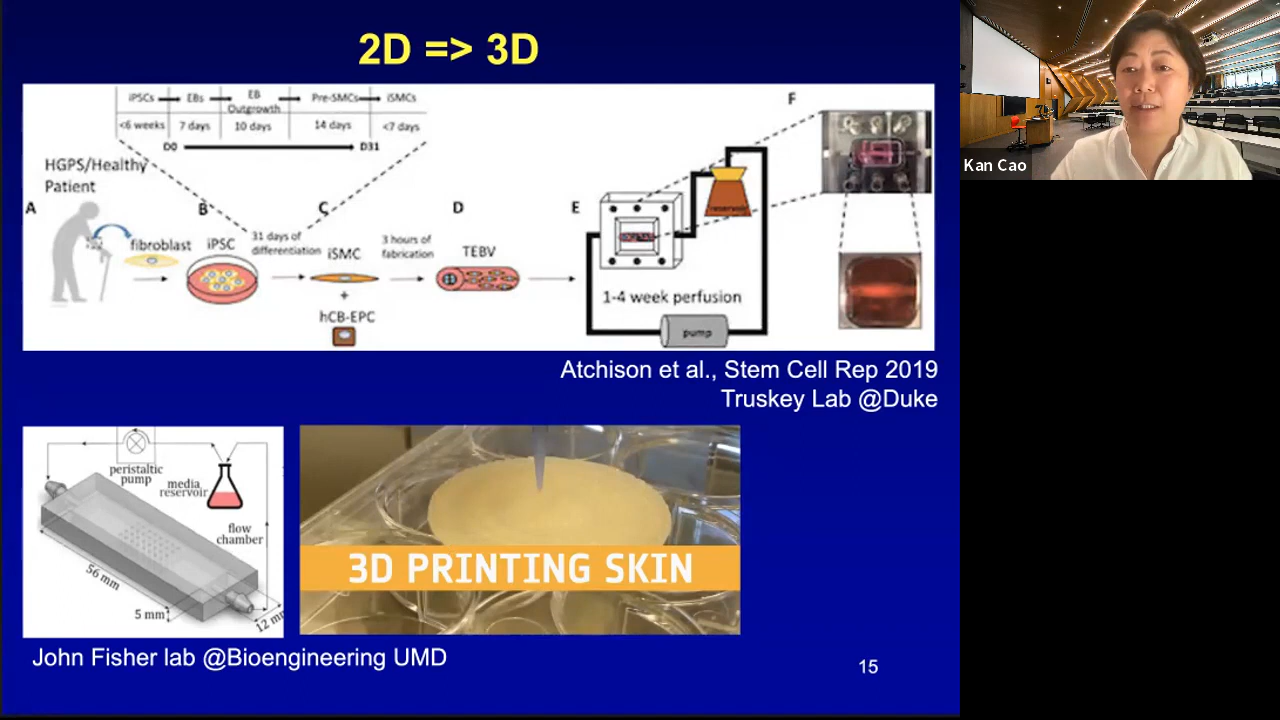 2D => 3D
iPSCs EBs EB Outgrowth Pre-SMCs iSMCs
<6 weeks 7 days 10 days 14 days <7 days
D0 D31
HGPS/Healthy
Patient
A
B
C
D
E
F
fibroblast
iPSC
31 days of
differentiation
iSMC
+
hCB-EPC
3 hours of
fabrication
TEBV
reservoir
1-4 week perfusion
pump
Atchison et al., Stem Cell Rep 2019
Truskey Lab @Duke
peristaltic
pump
media
reservoir
flow
chamber
56 mm
5 mm
12 mm
3D PRINTING SKIN
John Fisher lab @Bioengineering UMD
15
Kan Cao